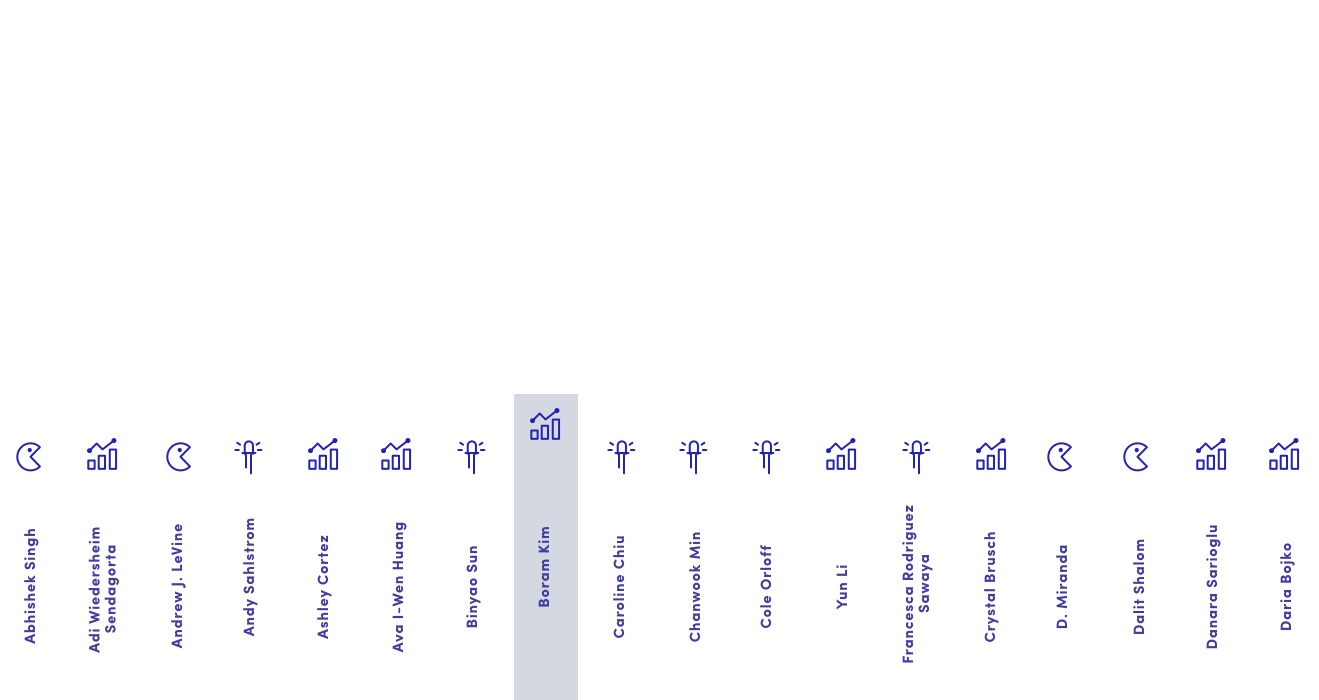 Abhishek Singh
Adi Wiedersheim
Sendagorta
Andrew J. LeVine
Andy Sahlstrom
Ashley Cortez
Ava I-Wen Huang
Binyao Sun
Boram Kim
Caroline Chiu
Chanwook Min
Cole Orloff
Yun Li
Francesca Rodriguez
Sawaya
Crystal Brusch
D. Miranda
Dalit Shalom
Danara Sarioglu
Daria Bojko